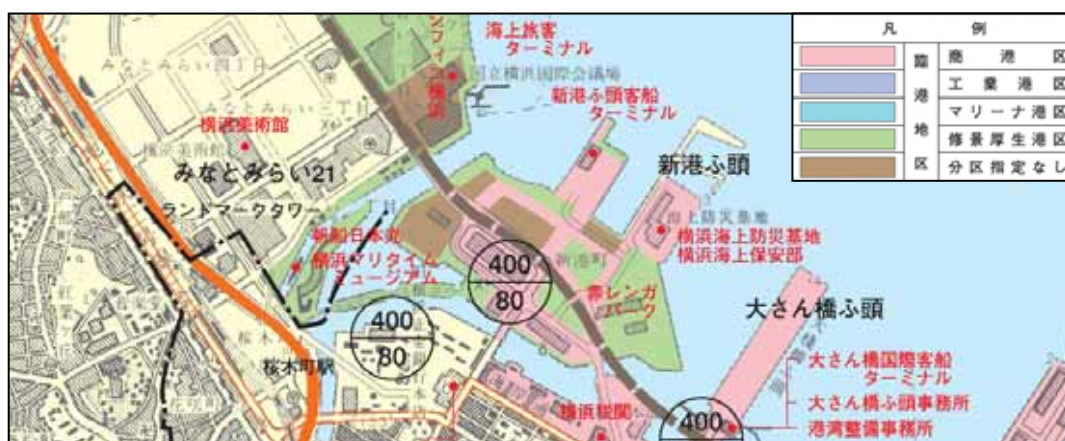 海上旅客
ターミナル
みなとみらい四丁目
国立横浜国際会議場
新港ふ頭客船
ターミナル
みなとみらい三丁目
横浜美術館
横浜美術館
みなとみらい21
ランドマークタワー
新港ふ頭
海上防災基地
横浜海上防災基地
横浜海上保安部
帆船日本丸
横浜マリタイム
ミュージアム
400
80
新港町
赤レンガ
パーク
大さん橋ふ頭
400
80
桜木町駅
大さん橋国際客船
ターミナル
大さん橋ふ頭事務所
港湾整備事務所
横浜税関
400
凡例
臨港地区
商港区
工業港区
マリーナ港区
修景厚生港区
分区指定なし